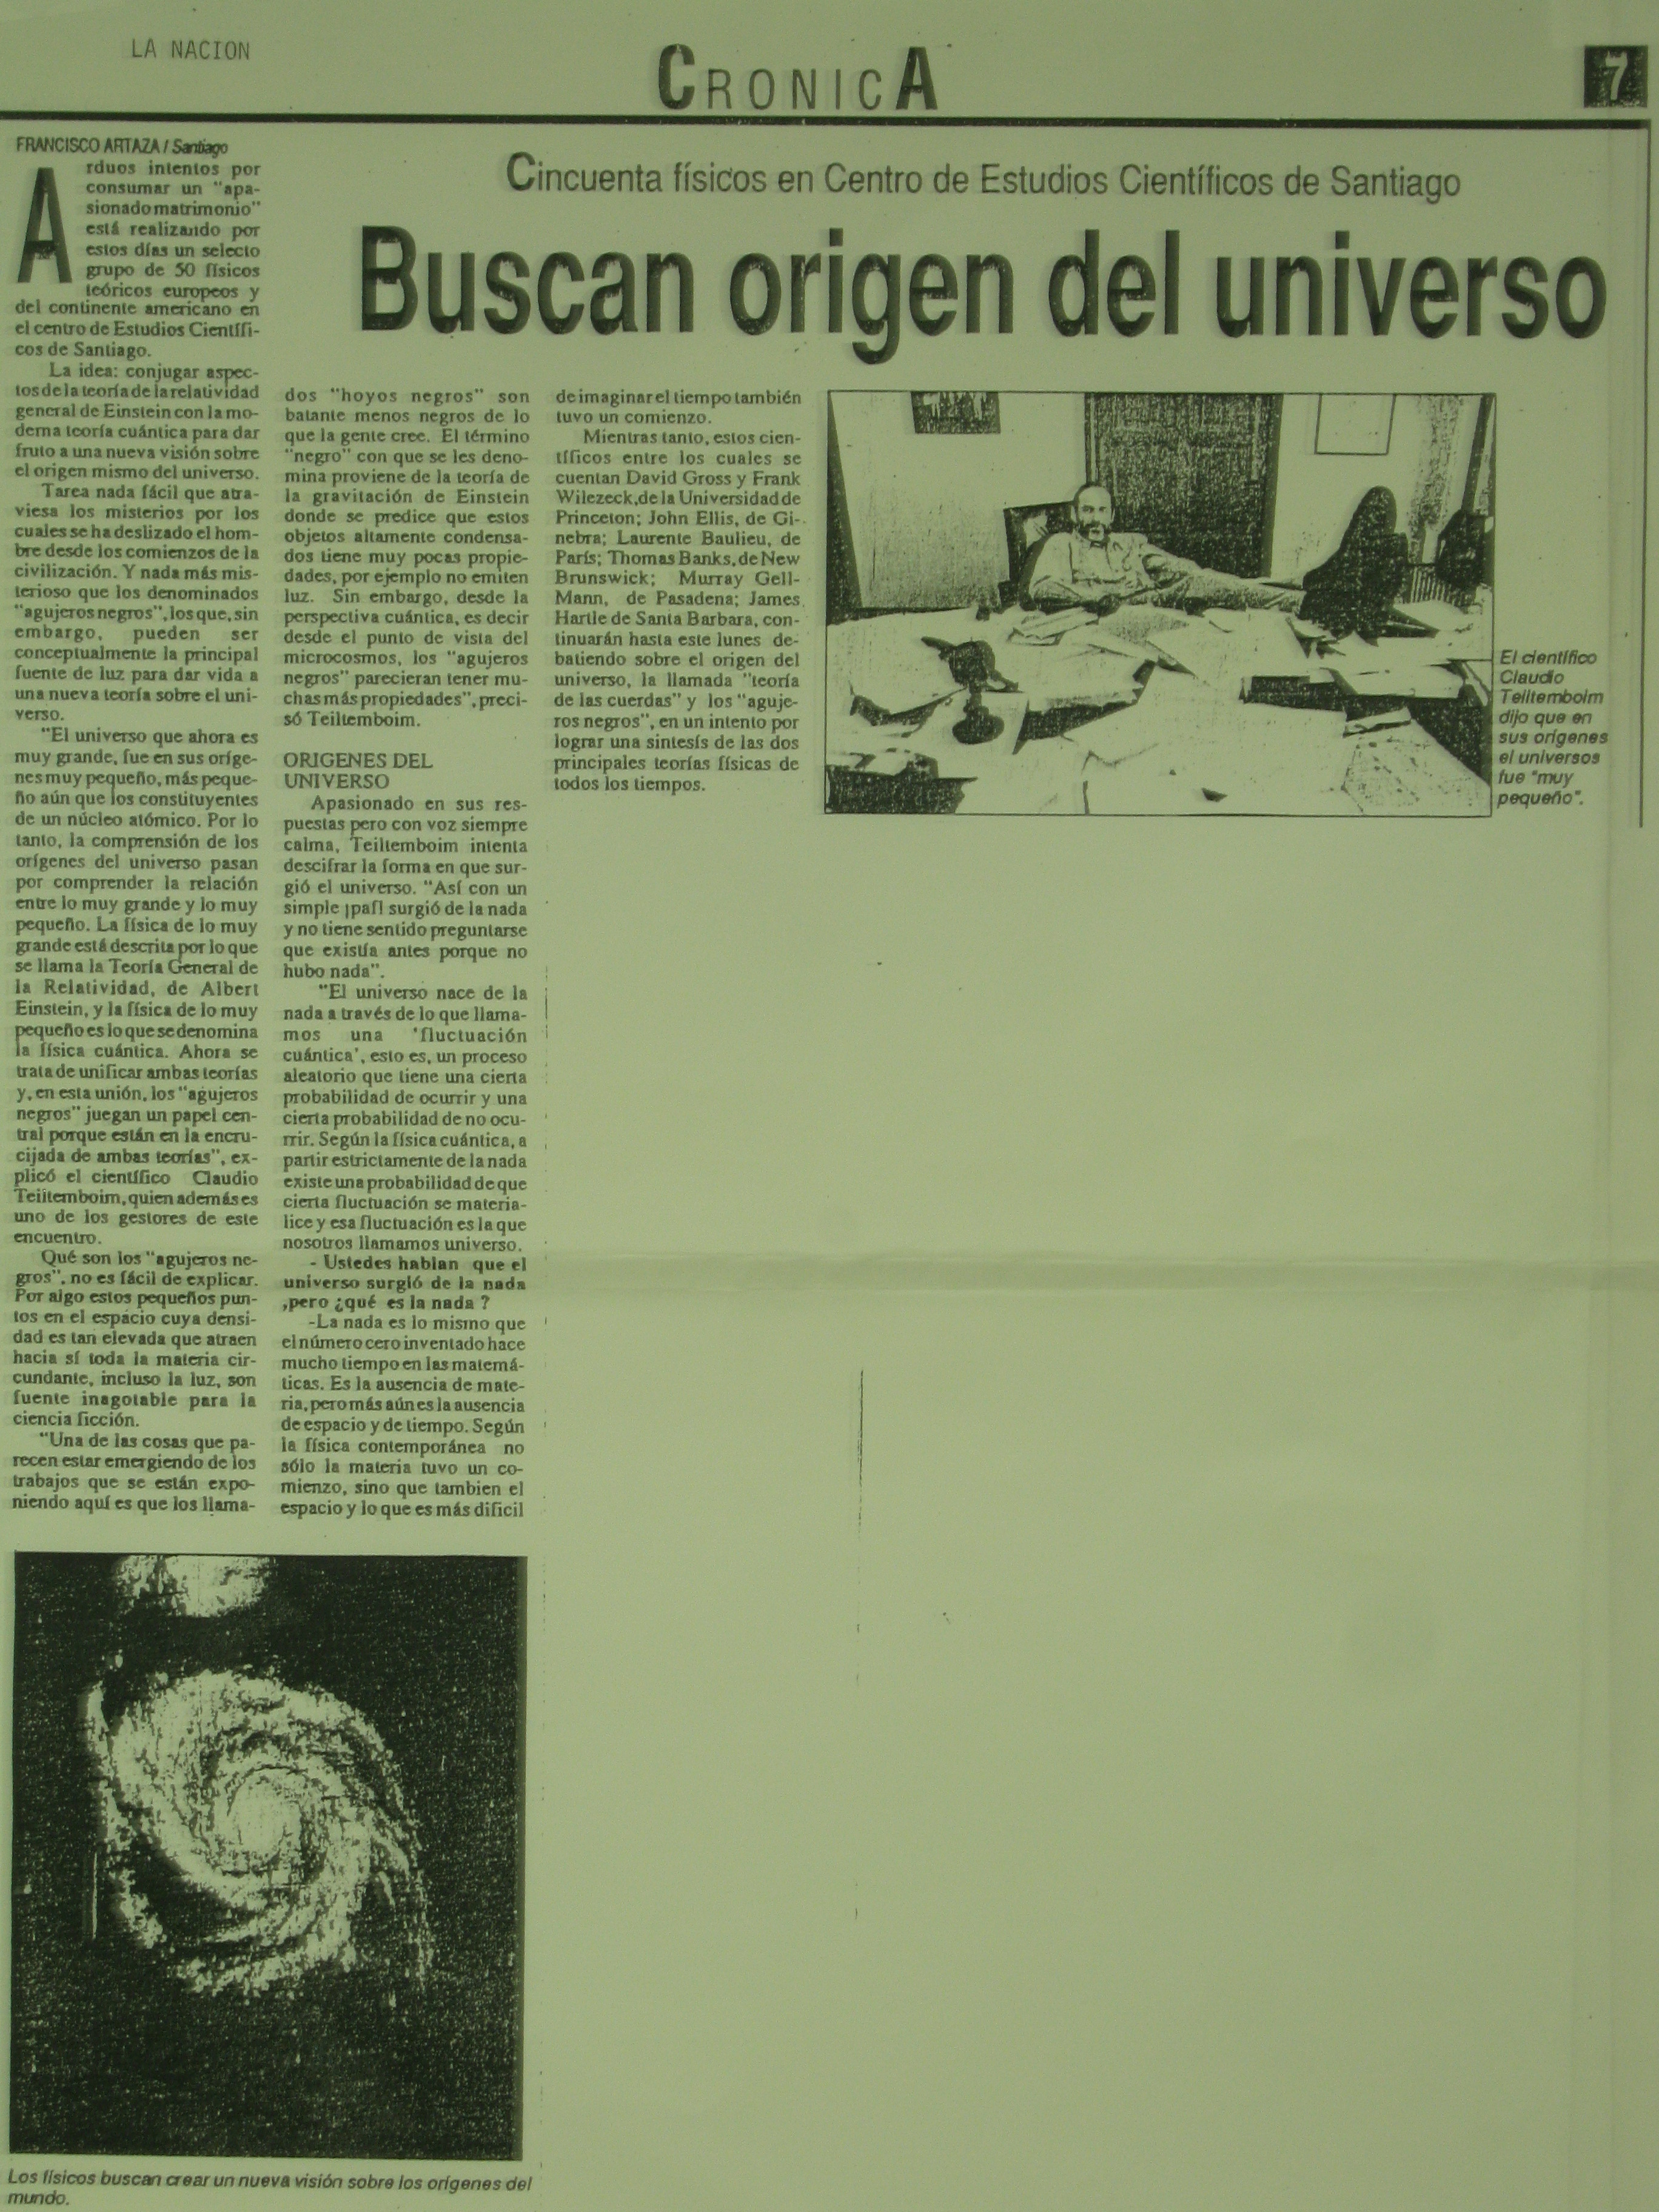 LA NACION
CRONICA
7
FRANCISCO ARTAZA / Santiago
Cincuenta físicos en Centro de Estudios Científicos de Santiago
Buscan origen del universo
Arduos intentos por
consumar un "apa-
sionado matrimonio"
está realizando por
estos días un selecto
grupo de 50 físicos
teóricos europeos y
del continente americano en
el centro de Estudios Científi-
cos de Santiago.
La idea: conjugar aspec-
tos de la teoría de la relatividad
general de Einstein con la mo-
derna teoría cuántica para dar
fruto a una nueva visión sobre
el origen mismo del universo.
Tarea nada fácil que atra-
viesa los misterios por los
cuales se ha deslizado el hom-
bre desde los comienzos de la
civilización. Y nada más mis-
terioso que los denominados
"agujeros negros", los que, sin
embargo, pueden ser
conceptualmente la principal
fuente de luz para dar vida a
una nueva teoría sobre el uni-
verso.
"El universo que ahora es
muy grande, fue en sus oríge-
nes muy pequeño, más peque-
ño aún que los constituyentes
de un núcleo atómico. Por lo
tanto, la comprensión de los
orígenes del universo pasan
por comprender la relación
entre lo muy grande y lo muy
pequeño. La física de lo muy
grande está descrita por lo que
se llama la Teoría General de
la Relatividad, de Albert
Einstein, y la física de lo muy
pequeño es lo que se denomina
la física cuántica. Ahora se
trata de unificar ambas teorías
y, en esta unión, los "agujeros
negros" juegan un papel cen-
tral porque están en la encru-
cijada de ambas teorías", ex-
plicó el científico Claudio
Teiltemboim, quien además es
uno de los gestores de este
encuentro.
Qué son los "agujeros ne-
gros", no es fácil de explicar.
Por algo estos pequeños pun-
tos en el espacio cuya densi-
dad es tan elevada que atraen
hacia sí toda la materia cir-
cundante, incluso la luz, son
fuente inagotable para la
ciencia ficción.
"Una de las cosas que pa-
recen estar emergiendo de los
trabajos que se están expo-
niendo aquí es que los llama-
dos "hoyos negros" son
batante menos negros de lo
que la gente cree. El término
"negro" con que se les deno-
mina proviene de la teoría de
la gravitación de Einstein
donde se predice que estos
objetos altamente condensa-
dos tiene muy pocas propie-
dades, por ejemplo no emiten
luz. Sin embargo, desde la
perspectiva cuántica, es decir
desde el punto de vista del
microcosmos, los "agujeros
negros" parecieran tener mu-
chas más propiedades", preci-
só Teiltemboim.
ORIGENES DEL
UNIVERSO
Apasionado en sus res-
puestas pero con voz siempre
calma, Teiltemboim intenta
descifrar la forma en que sur-
gió el universo. "Así con un
simple ¡paf! surgió de la nada
y no tiene sentido preguntarse
que existía antes porque no
hubo nada".
"El universo nace de la
nada a través de lo que llama-
mos una 'fluctuación
cuántica', esto es, un proceso
aleatorio que tiene una cierta
probabilidad de ocurrir y una
cierta probabilidad de no ocu-
rrir. Según la física cuántica, a
partir estrictamente de la nada
existe una probabilidad de que
cierta fluctuación se materia-
lice y esa fluctuación es la que
nosotros llamamos universo.
- Ustedes hablan que el
universo surgió de la nada
,pero ¿qué es la nada ?
-La nada es lo mismo que
el número cero inventado hace
mucho tiempo en las matemá-
ticas. Es la ausencia de mate-
ria, pero más aún es la ausencia
de espacio y de tiempo. Según
la física contemporánea no
sólo la materia tuvo un co-
mienzo, sino que tambien el
espacio y lo que es más dificil
de imaginar el tiempo también
tuvo un comienzo.
Mientras tanto, estos cien-
tíficos entre los cuales se
cuentan David Gross y Frank
Wilezeck, de la Universidad de
Princeton; John Ellis, de Gi-
nebra; Laurente Baulieu, de
París; Thomas Banks, de New
Brunswick; Murray Gell-
Mann, de Pasadena; James
Hartle de Santa Barbara, con-
tinuarán hasta este lunes de-
batiendo sobre el origen del
universo, la llamada "teoría
de las cuerdas" y los "aguje-
ros negros", en un intento por
lograr una sintesís de las dos
principales teorías físicas de
todos los tiempos.
El científico
Claudio
Teiltemboim
dijo que en
sus orígenes
el universos
fue "muy
pequeño".
Los físicos buscan crear un nueva visión sobre los orígenes del
mundo.